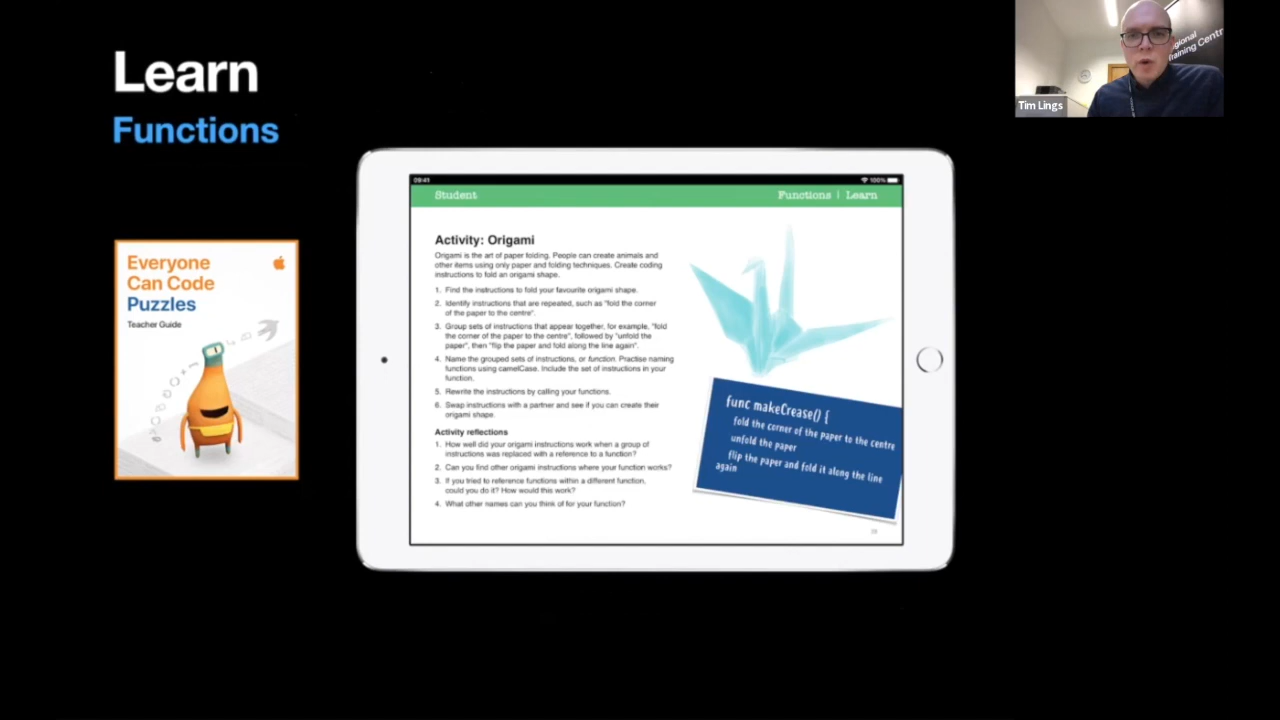 Learn
Functions
gional
raining Centr
Tim Lings
Everyone
Can Code
Puzzles
Teacher Guide
09:41
100%
Student
Functions | Learn
Activity: Origami
Origami is the art of paper folding. People can create animals and
other items using only paper and folding techniques. Create coding
instructions to fold an origami shape.
1. Find the instructions to fold your favourite origami shape.
2. Identify instructions that are repeated, such as "fold the corner
of the paper to the centre".
3. Group sets of instructions that appear together, for example, "fold
the corner of the paper to the centre", followed by "unfold the
paper", then "flip the paper and fold along the line again".
4. Name the grouped sets of instructions, or function. Practise naming
functions using camelCase. Include the set of instructions in your
function.
5. Rewrite the instructions by calling your functions.
6. Swap instructions with a partner and see if you can create their
origami shape.
Activity reflections
1. How well did your origami instructions work when a group of
instructions was replaced with a reference to a function?
2. Can you find other origami instructions where your function works?
3. If you tried to reference functions within a different function,
could you do it? How would this work?
4. What other names can you think of for your function?
func makeCrease() {
fold the corner of the paper to the centre
unfold the paper
flip the paper and fold it along the line
again